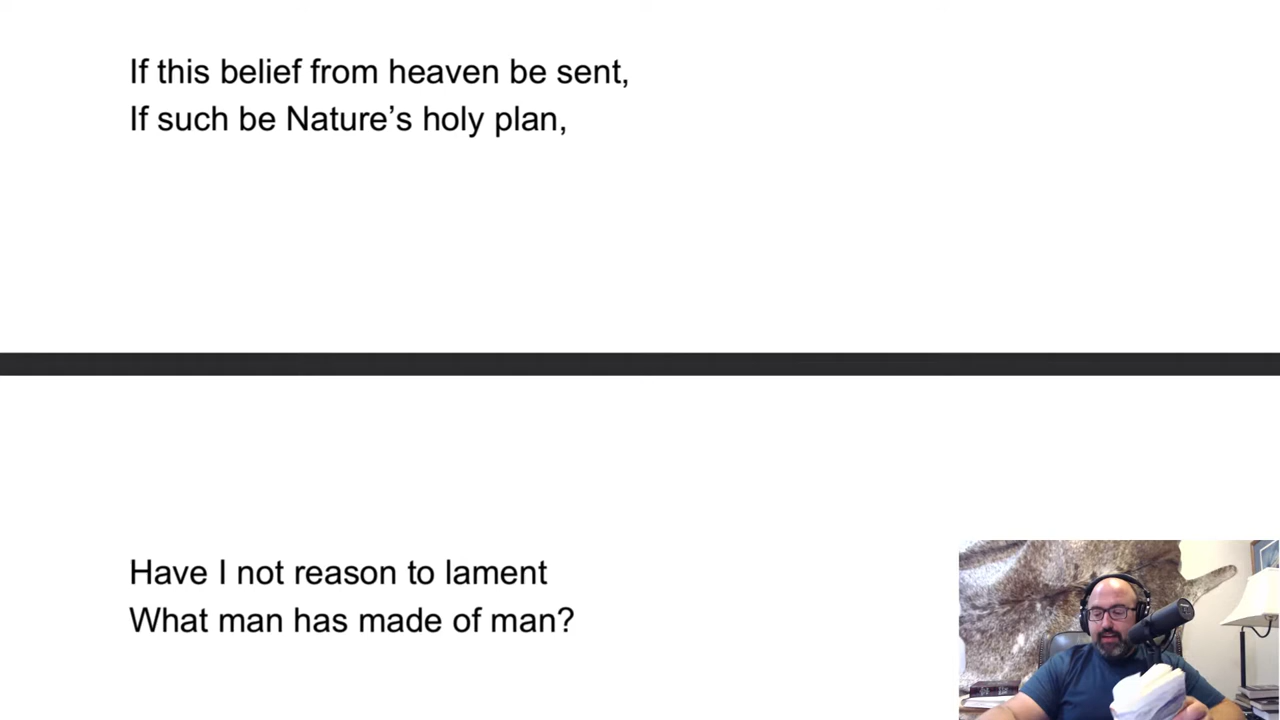 If this belief from heaven be sent,
If such be Nature’s holy plan,
Have I not reason to lament
What man has made of man?